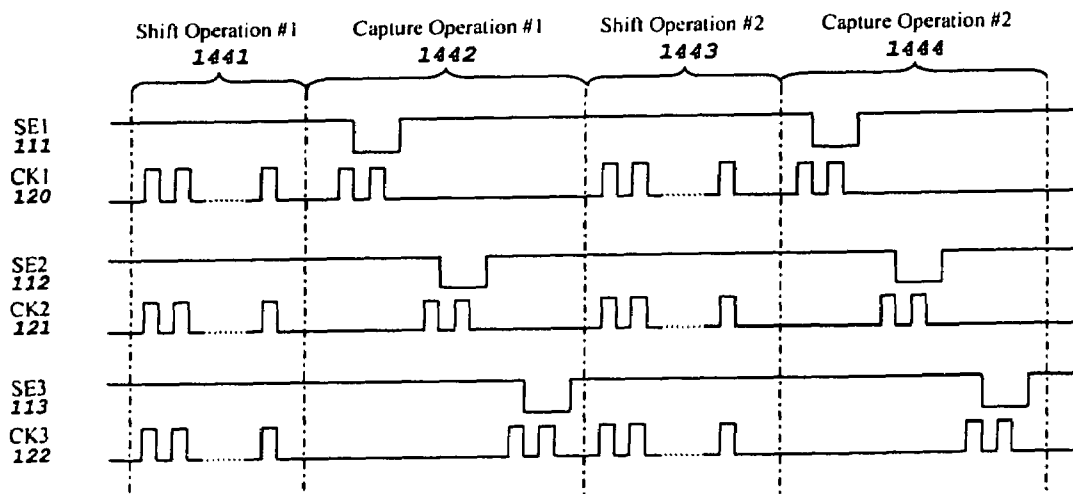 Shift Operation #1 Capture Operation #1 Shift Operation #2 Capture Operation #2
1441 1442 1443 1444
SE1
111
CK1
120
SE2
112
CK2
121
SE3
113
CK3
122